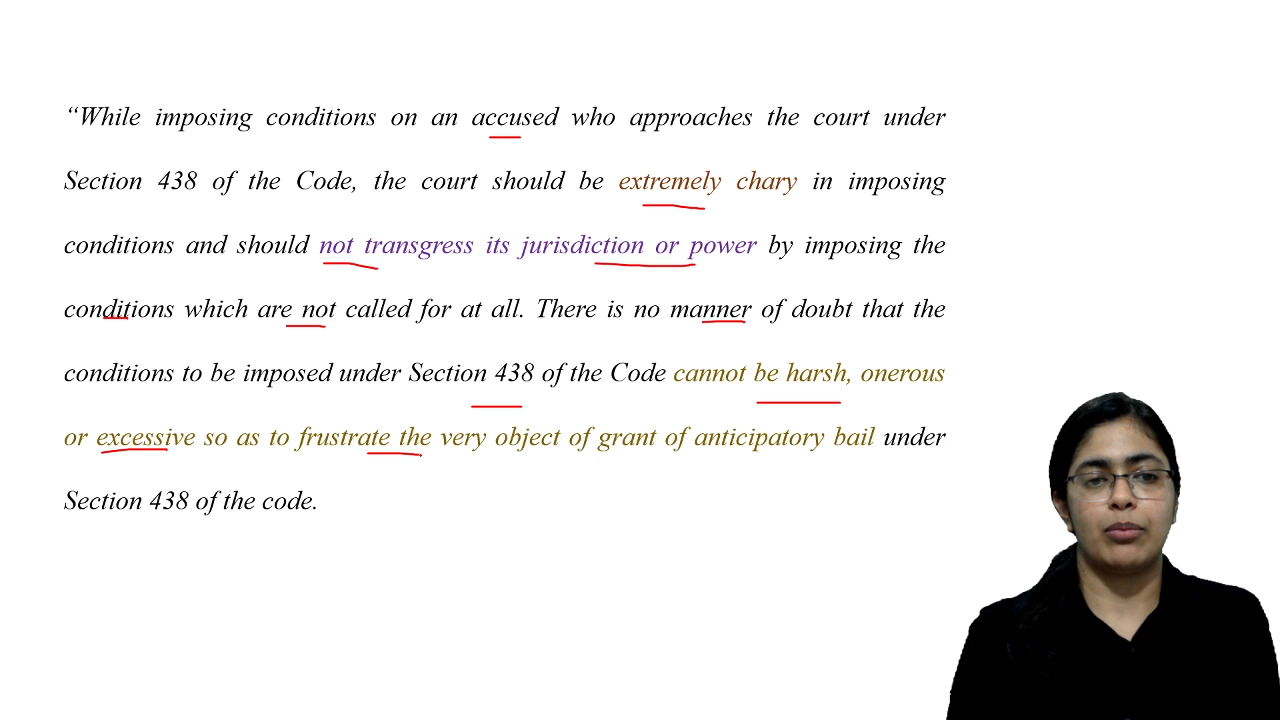 “While imposing conditions on an accused who approaches the court under
Section 438 of the Code, the court should be extremely chary in imposing
conditions and should not transgress its jurisdiction or power by imposing the
conditions which are not called for at all. There is no manner of doubt that the
conditions to be imposed under Section 438 of the Code cannot be harsh, onerous
or excessive so as to frustrate the very object of grant of anticipatory bail under
Section 438 of the code.